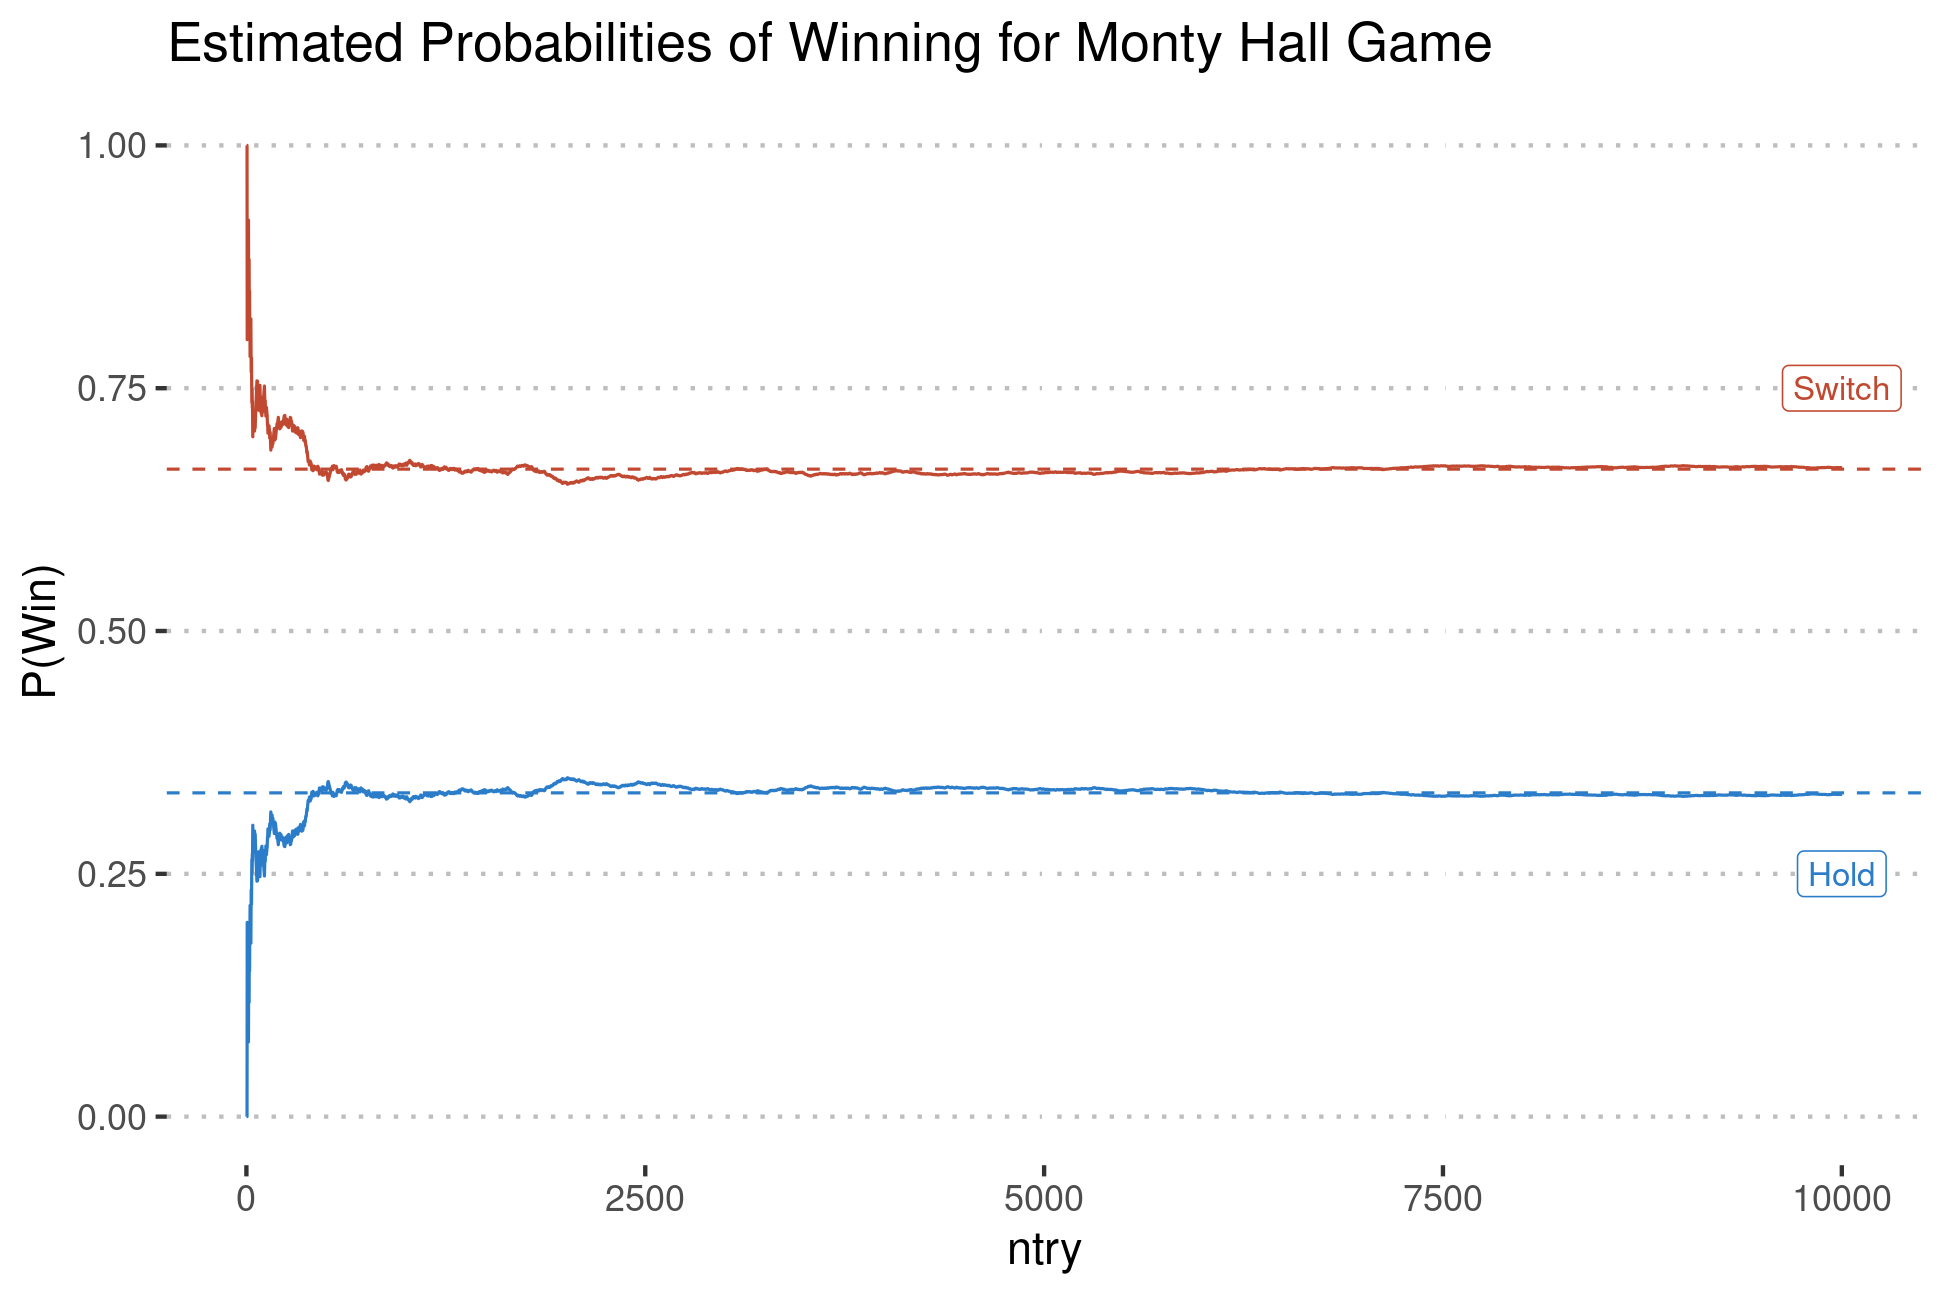 Estimated Probabilities of Winning for Monty Hall Game
1.00
0.75
Switch
P(Win)
0.50
0.25
Hold
0.00
0 2500 5000 7500 10000
ntry